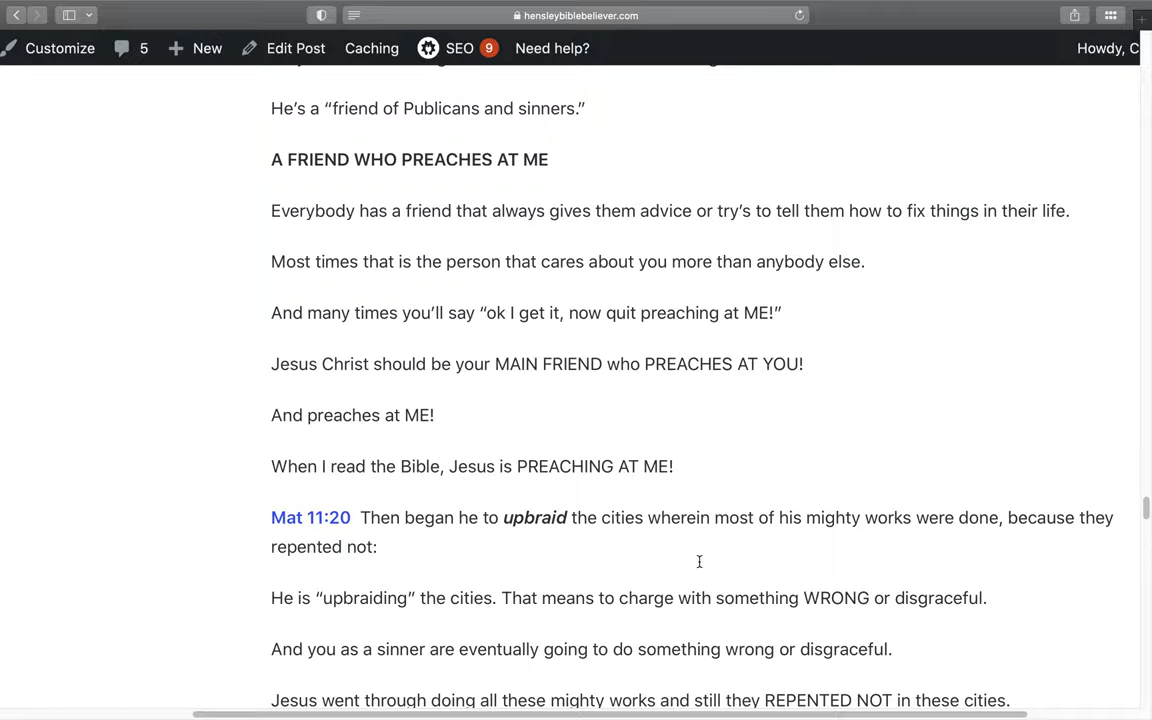 hensleybiblebeliever.com
Customize 5 New Edit Post Caching SEO 9 Need help? Howdy, C
He’s a “friend of Publicans and sinners.”
A FRIEND WHO PREACHES AT ME
Everybody has a friend that always gives them advice or try’s to tell them how to fix things in their life.
Most times that is the person that cares about you more than anybody else.
And many times you’ll say “ok I get it, now quit preaching at ME!”
Jesus Christ should be your MAIN FRIEND who PREACHES AT YOU!
And preaches at ME!
When I read the Bible, Jesus is PREACHING AT ME!
Mat 11:20 Then began he to upbraid the cities wherein most of his mighty works were done, because they
repented not:
He is “upbraiding” the cities. That means to charge with something WRONG or disgraceful.
And you as a sinner are eventually going to do something wrong or disgraceful.
Jesus went through doing all these mighty works and still they REPENTED NOT in these cities.